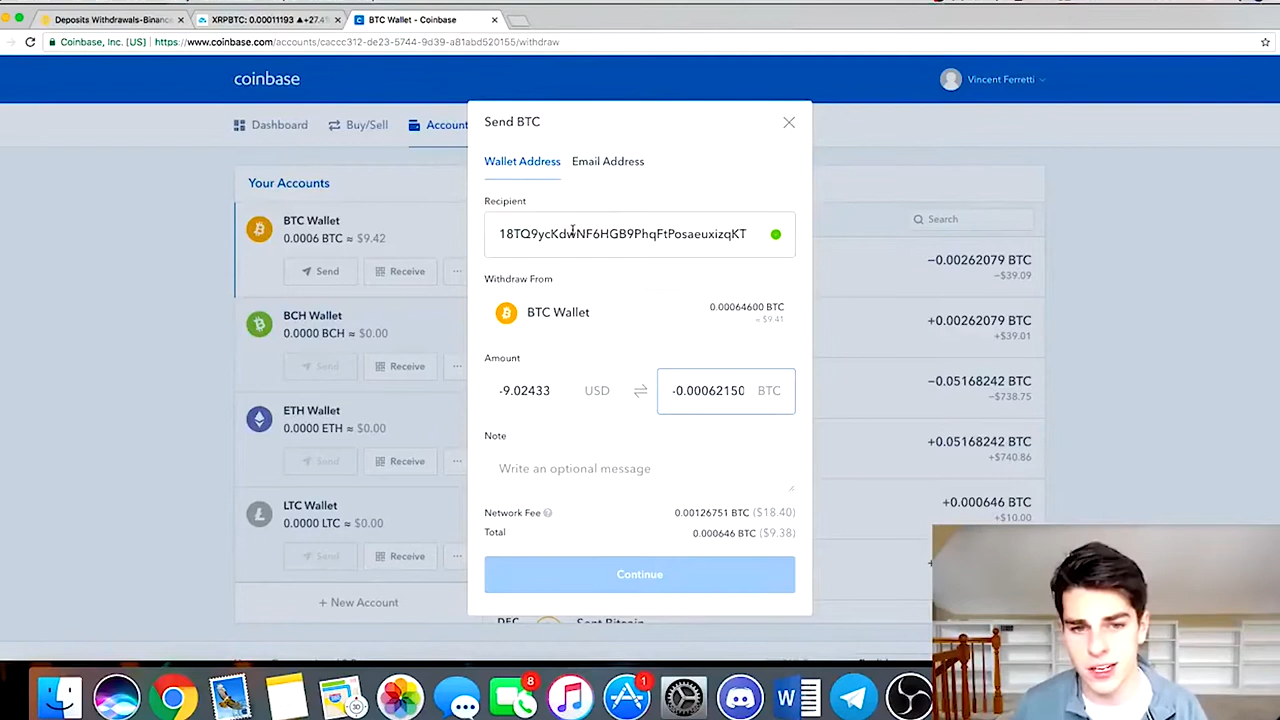 Deposits Withdrawals-Binance
XRPBTC: 0.00011193 ▲+27.4%
BTC Wallet - Coinbase
Coinbase, Inc. [US]
https://www.coinbase.com/accounts/caccc312-de23-5744-9d39-a81abd520155/withdraw
coinbase
Vincent Ferretti
Dashboard
Buy/Sell
Account
Your Accounts
BTC Wallet
0.0006 BTC ≈ $9.42
Send
Receive
...
BCH Wallet
0.0000 BCH ≈ $0.00
Send
Receive
...
ETH Wallet
0.0000 ETH ≈ $0.00
Send
Receive
...
LTC Wallet
0.0000 LTC ≈ $0.00
Send
Receive
...
+ New Account
Send BTC
Wallet Address
Email Address
Recipient
18TQ9ycKdwNF6HGB9PhqFtPosaeuxizqKT
Withdraw From
BTC Wallet
0.00064600 BTC
≈ $9.41
Amount
-9.02433 USD
-0.00062150 BTC
Note
Write an optional message
Network Fee
0.00126751 BTC ($18.40)
Total
0.000646 BTC ($9.38)
Continue
Search
−0.00262079 BTC
−$39.09
+0.00262079 BTC
+$39.01
−0.05168242 BTC
−$738.75
+0.05168242 BTC
+$740.86
+0.000646 BTC
+$10.00
DEC
Sent Bitcoin
8
1
W